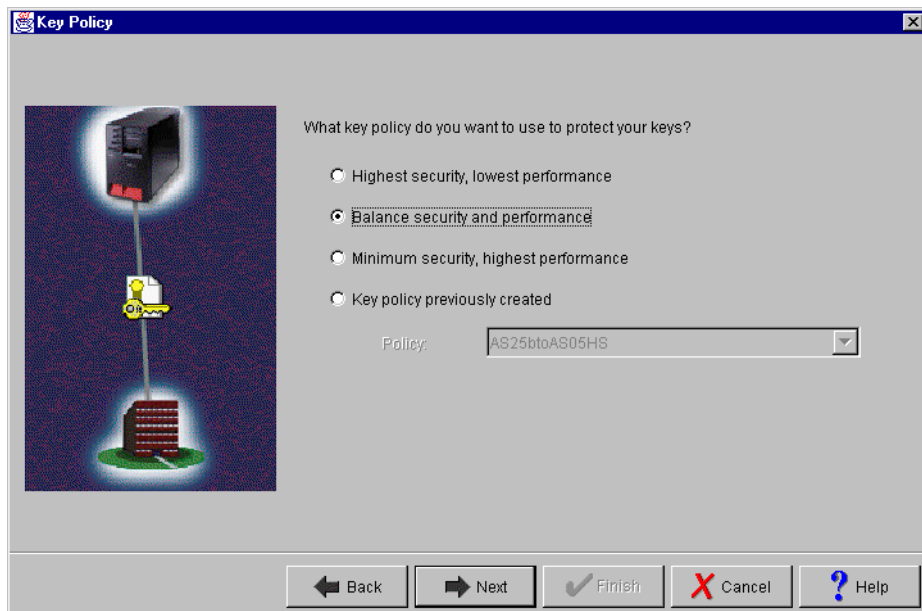 Key Policy
What key policy do you want to use to protect your keys?
Highest security, lowest performance
Balance security and performance
Minimum security, highest performance
Key policy previously created
Policy: AS25btoAS05HS
Back Next Finish Cancel Help